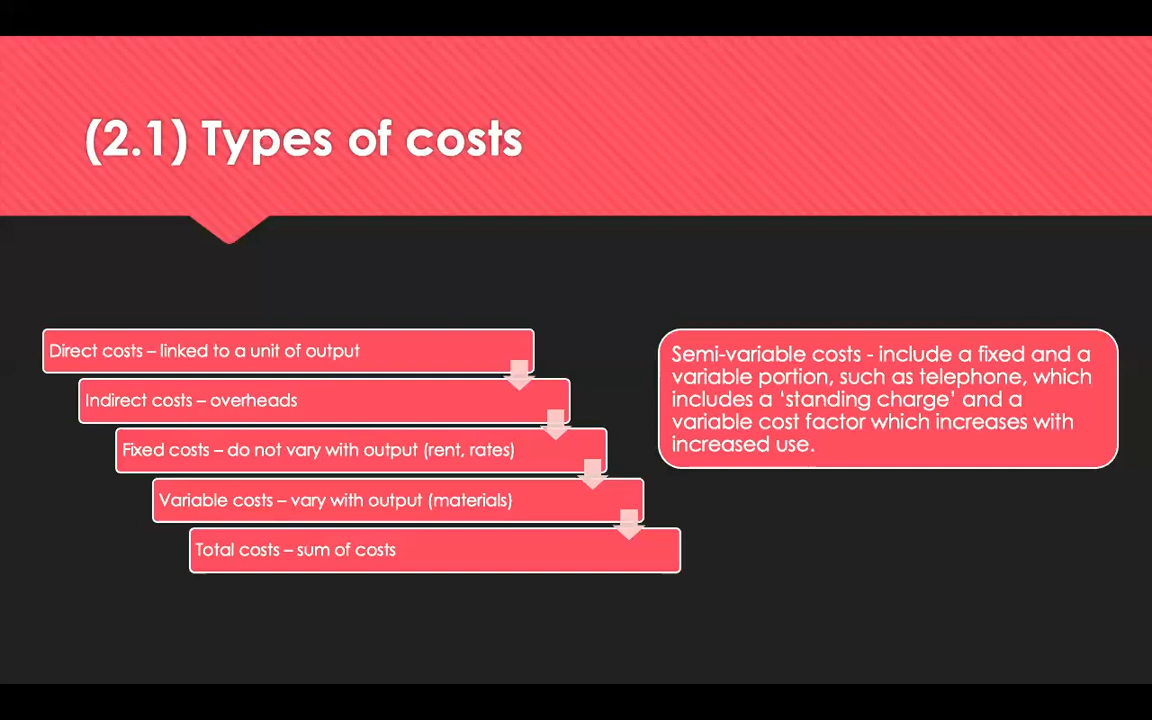 (2.1) Types of costs
Direct costs – linked to a unit of output
Indirect costs – overheads
Fixed costs – do not vary with output (rent, rates)
Variable costs – vary with output (materials)
Total costs – sum of costs
Semi-variable costs - include a fixed and a
variable portion, such as telephone, which
includes a ‘standing charge’ and a
variable cost factor which increases with
increased use.